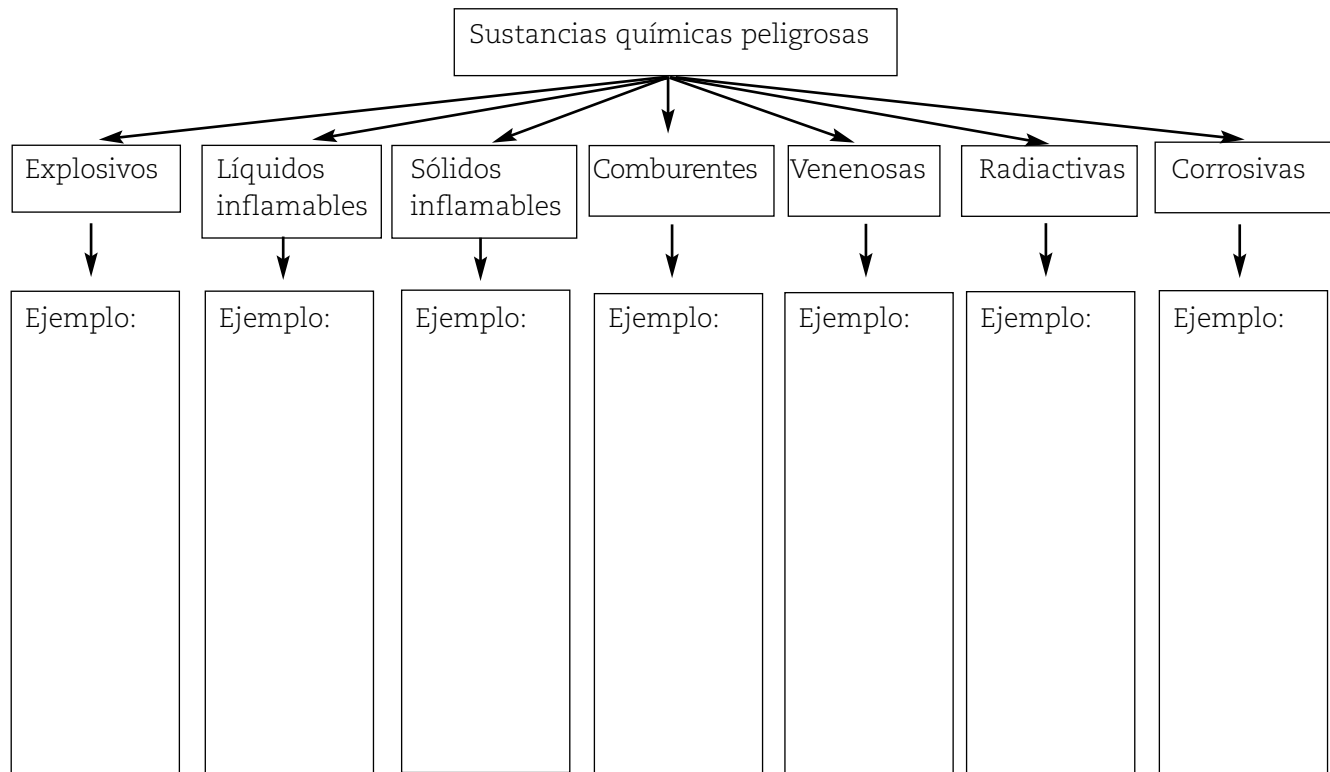 Sustancias químicas peligrosas
Explosivos
Líquidos
inflamables
Sólidos
inflamables
Comburentes
Venenosas
Radiactivas
Corrosivas
Ejemplo:
Ejemplo:
Ejemplo:
Ejemplo:
Ejemplo:
Ejemplo:
Ejemplo: